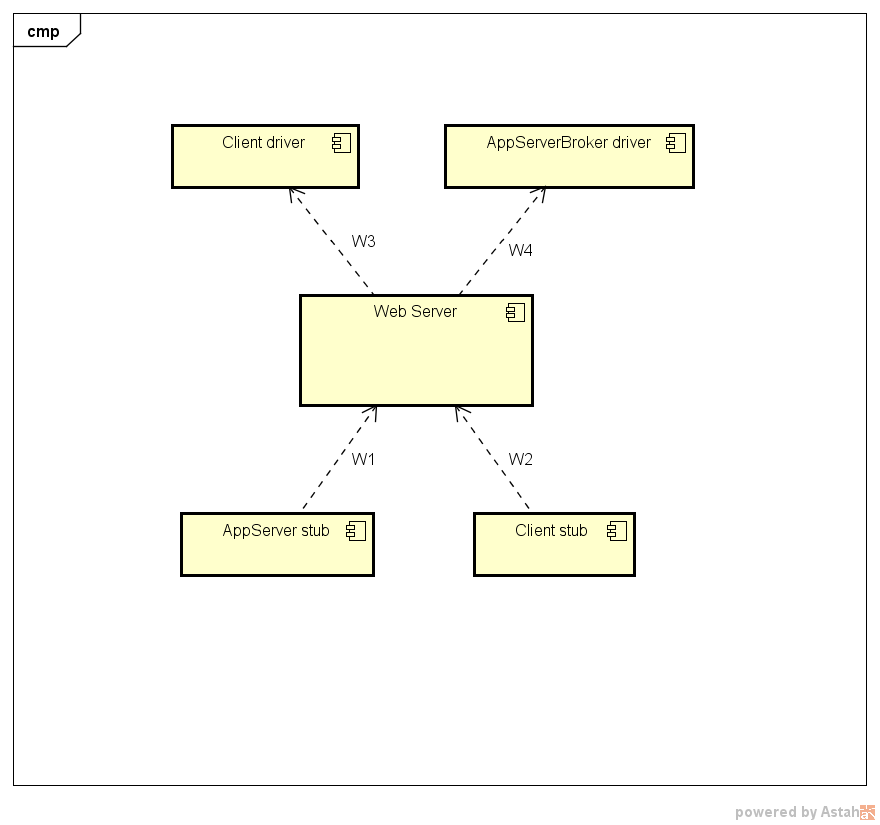 cmp
Client driver
AppServerBroker driver
W3
W4
Web Server
W1
W2
AppServer stub
Client stub
powered by Astah